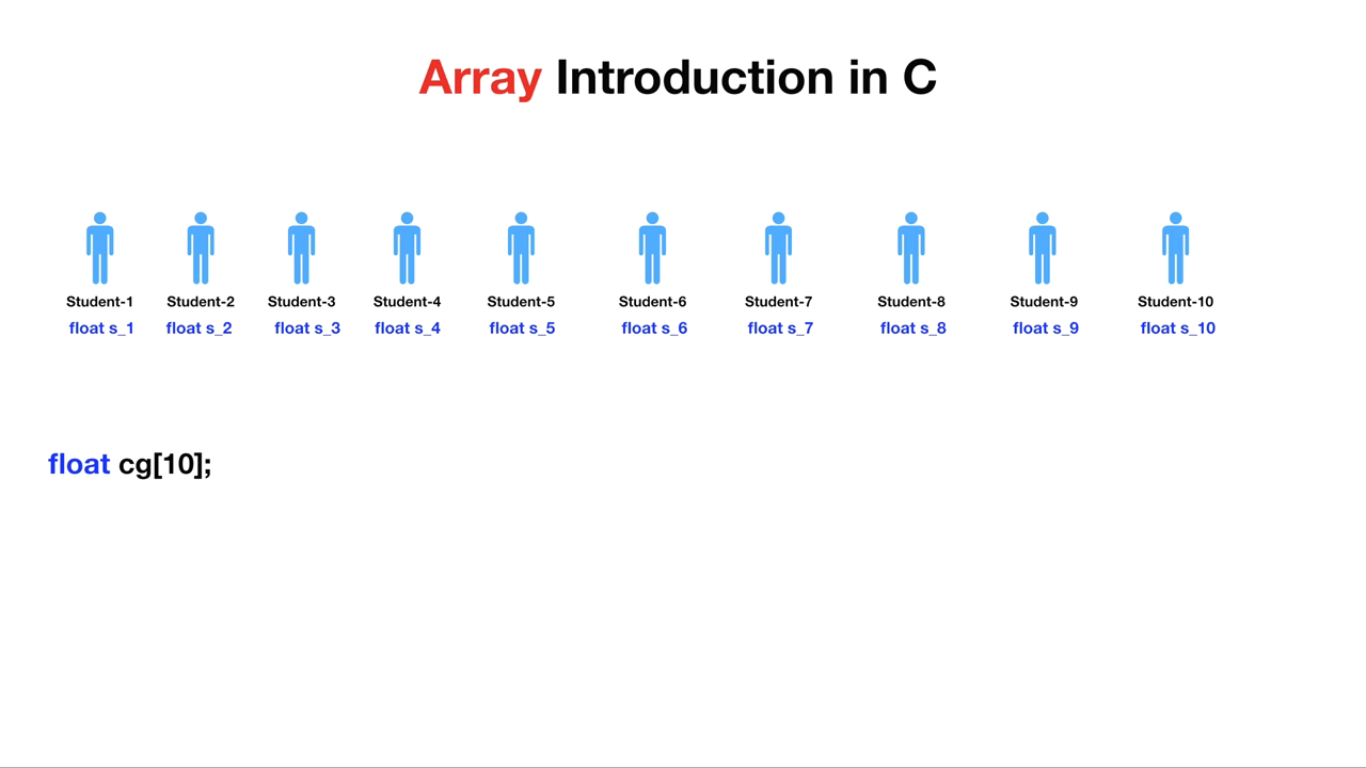 Array Introduction in C
Student-1 Student-2 Student-3 Student-4 Student-5 Student-6 Student-7 Student-8 Student-9 Student-10
float s_1 float s_2 float s_3 float s_4 float s_5 float s_6 float s_7 float s_8 float s_9 float s_10
float cg[10];